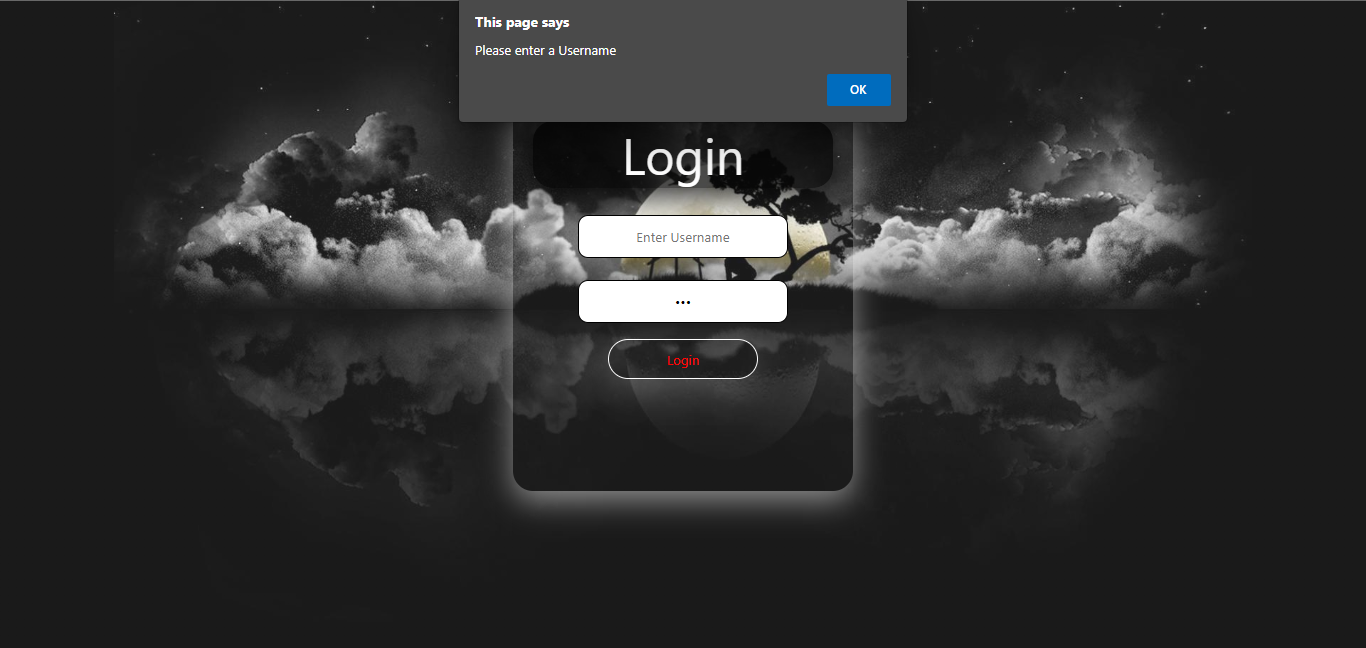 This page says
Please enter a Username
OK
Login
Enter Username
•••
Login